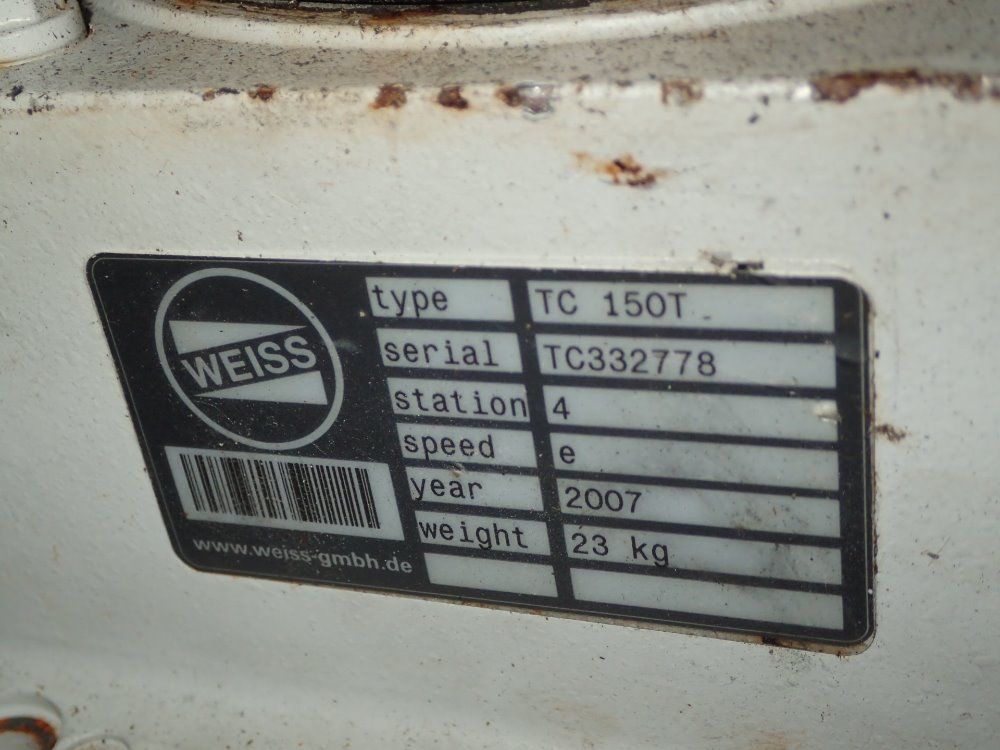 WEISS
www.weiss-gmbh.de
type TC 150T
serial TC332778
station 4
speed e
year 2007
weight 23 kg